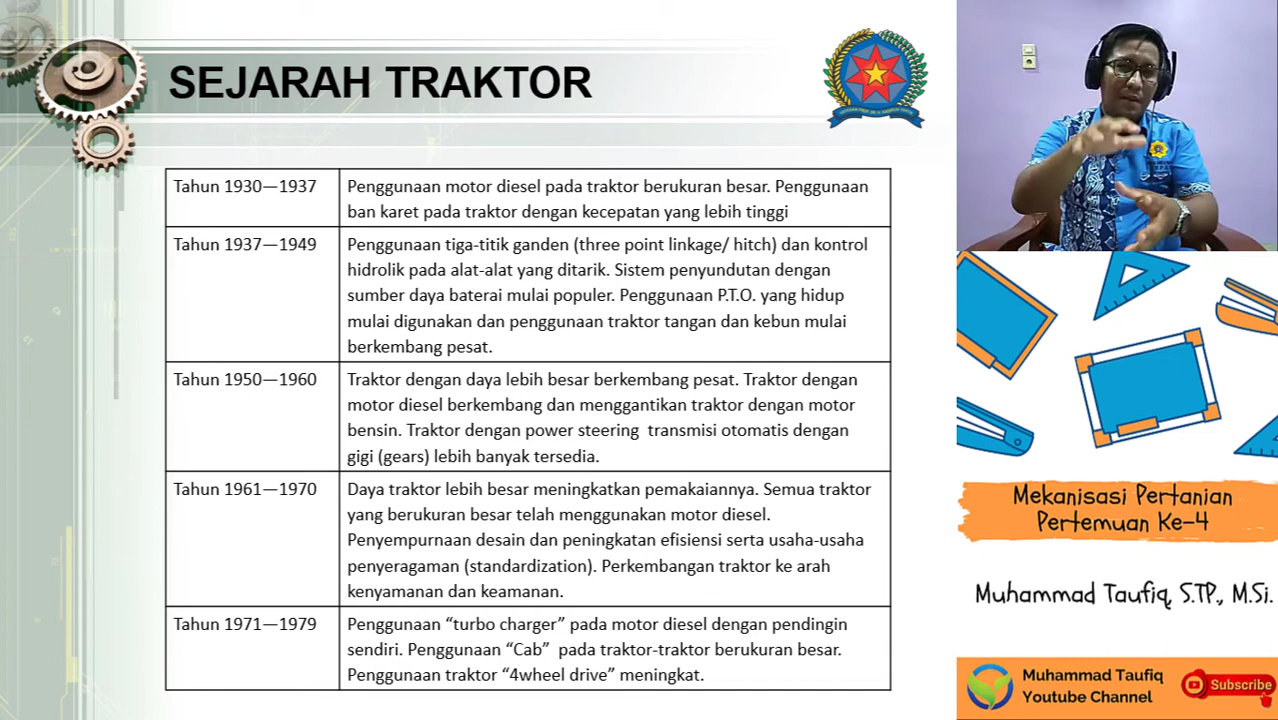 SEJARAH TRAKTOR
Tahun 1930—1937
Penggunaan motor diesel pada traktor berukuran besar. Penggunaan
ban karet pada traktor dengan kecepatan yang lebih tinggi
Tahun 1937—1949
Penggunaan tiga-titik ganden (three point linkage/ hitch) dan kontrol
hidrolik pada alat-alat yang ditarik. Sistem penyundutan dengan
sumber daya baterai mulai populer. Penggunaan P.T.O. yang hidup
mulai digunakan dan penggunaan traktor tangan dan kebun mulai
berkembang pesat.
Tahun 1950—1960
Traktor dengan daya lebih besar berkembang pesat. Traktor dengan
motor diesel berkembang dan menggantikan traktor dengan motor
bensin. Traktor dengan power steering  transmisi otomatis dengan
gigi (gears) lebih banyak tersedia.
Tahun 1961—1970
Daya traktor lebih besar meningkatkan pemakaiannya. Semua traktor
yang berukuran besar telah menggunakan motor diesel.
Penyempurnaan desain dan peningkatan efisiensi serta usaha-usaha
penyeragaman (standardization). Perkembangan traktor ke arah
kenyamanan dan keamanan.
Tahun 1971—1979
Penggunaan “turbo charger” pada motor diesel dengan pendingin
sendiri. Penggunaan “Cab”  pada traktor-traktor berukuran besar.
Penggunaan traktor “4wheel drive” meningkat.
Mekanisasi Pertanian
Pertemuan Ke-4
Muhammad Taufiq, S.TP., M.Si.
Muhammad Taufiq
Youtube Channel
Subscribe